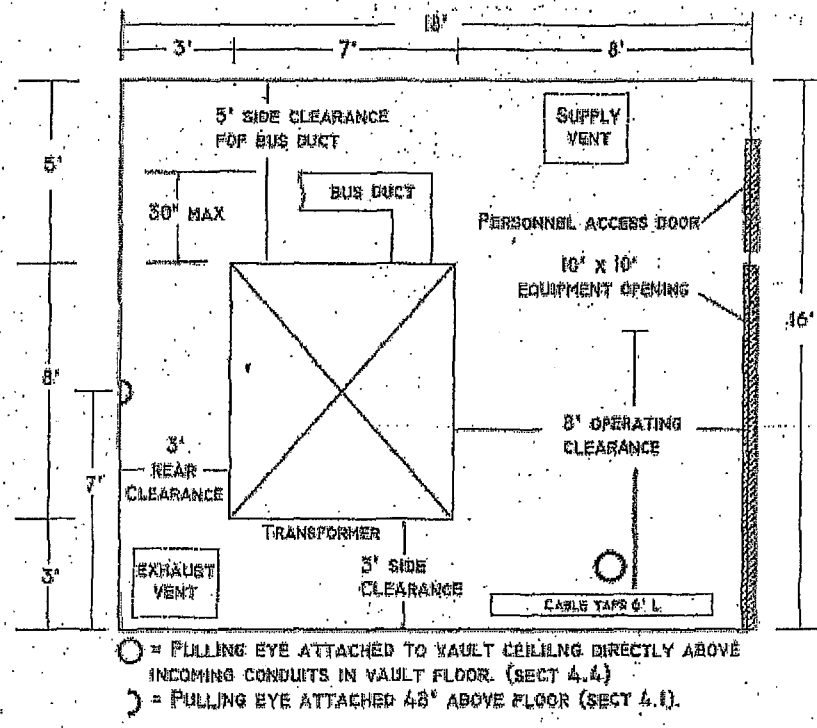 18'
3'
7'
8'
5' SIDE CLEARANCE
FOR BUS DUCT
SUPPLY
VENT
5'
30" MAX
BUS DUCT
PERSONNEL ACCESS DOOR
10' X 10'
EQUIPMENT OPENING
16'
8'
8' OPERATING
CLEARANCE
3'
REAR
CLEARANCE
7'
TRANSFORMER
3'
EXHAUST
VENT
3' SIDE
CLEARANCE
CABLE TAPS 6' L
= PULLING EYE ATTACHED TO VAULT CEILILNG DIRECTLY ABOVE
INCOMING CONDUITS IN VAULT FLOOR. (SECT 4.4)
= PULLING EYE ATTACHED 48" ABOVE FLOOR (SECT 4.1).